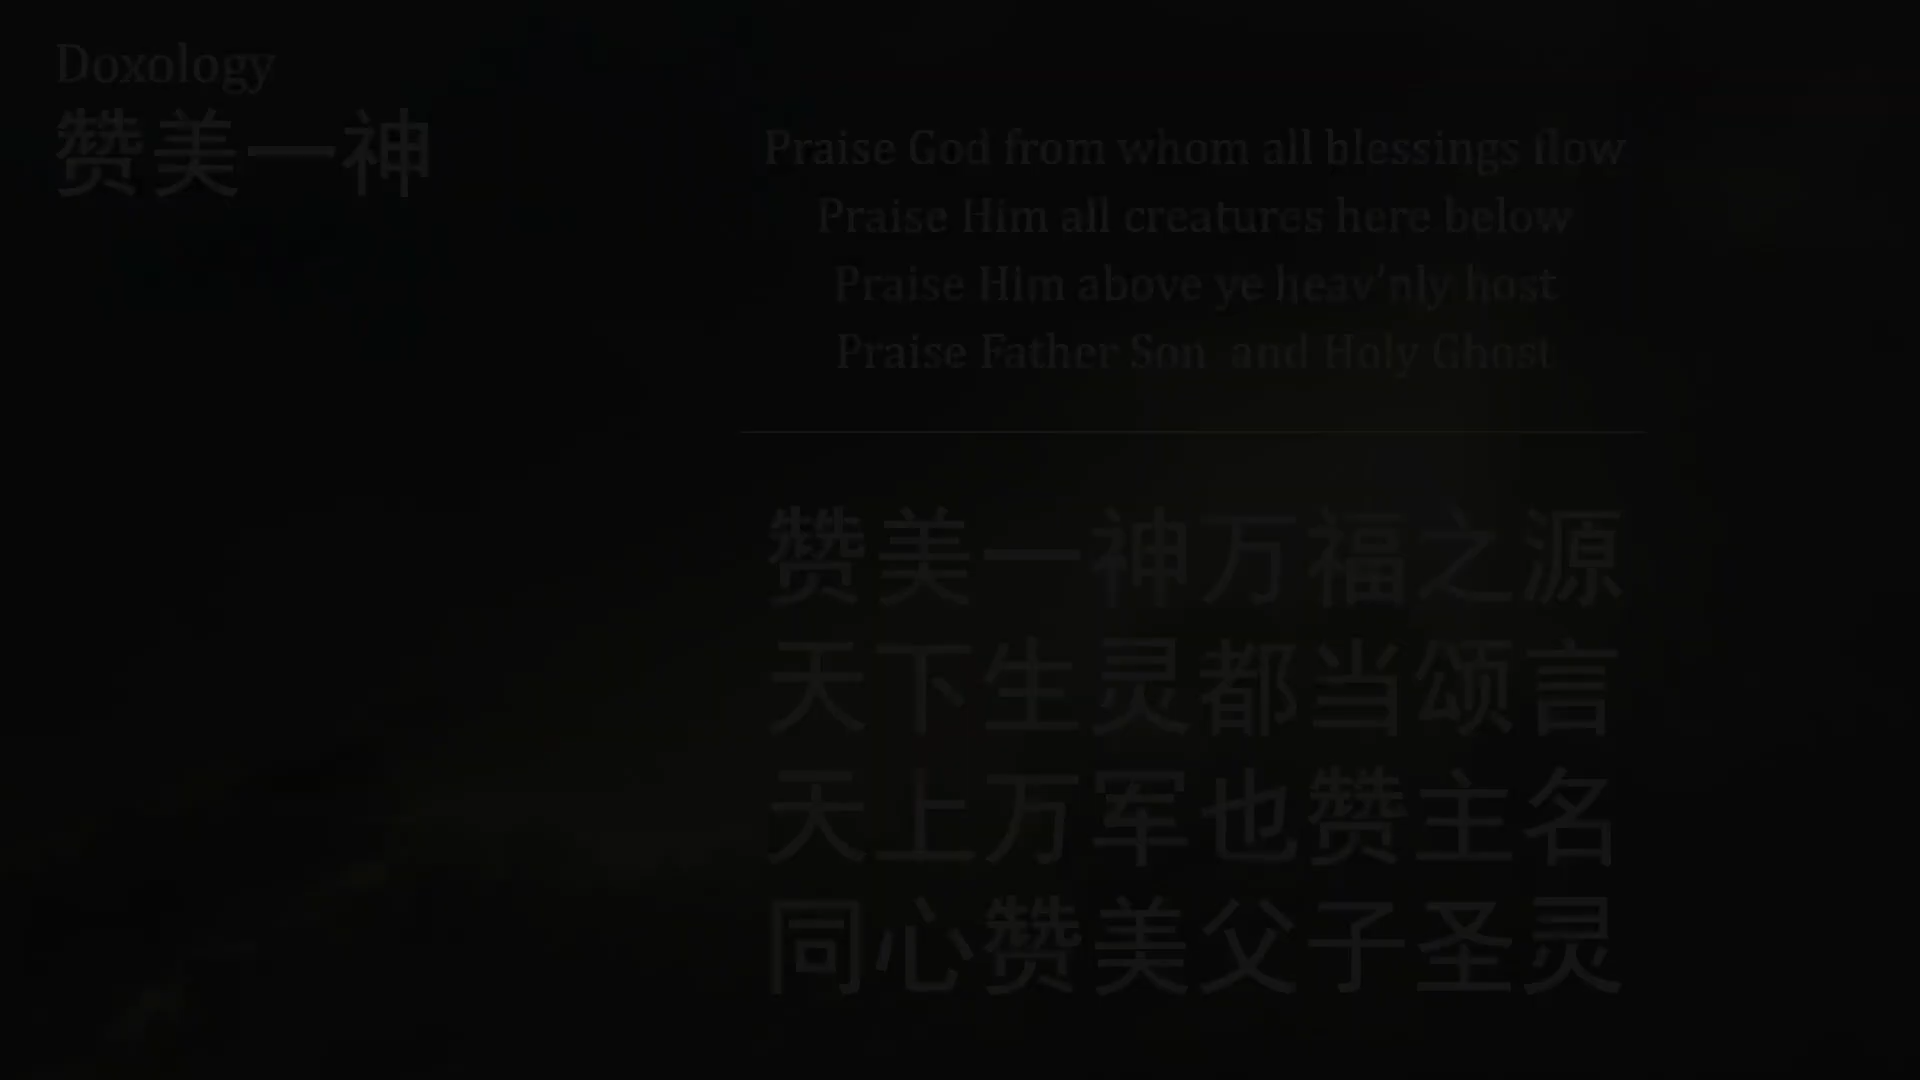 Doxology
赞美一神
Praise God from whom all blessings flow
Praise Him all creatures here below
Praise Him above ye heav'nly host
Praise Father Son and Holy Ghost
赞美一神万福之源
天下生灵都当颂言
天上万军也赞主名
同心赞美父子圣灵